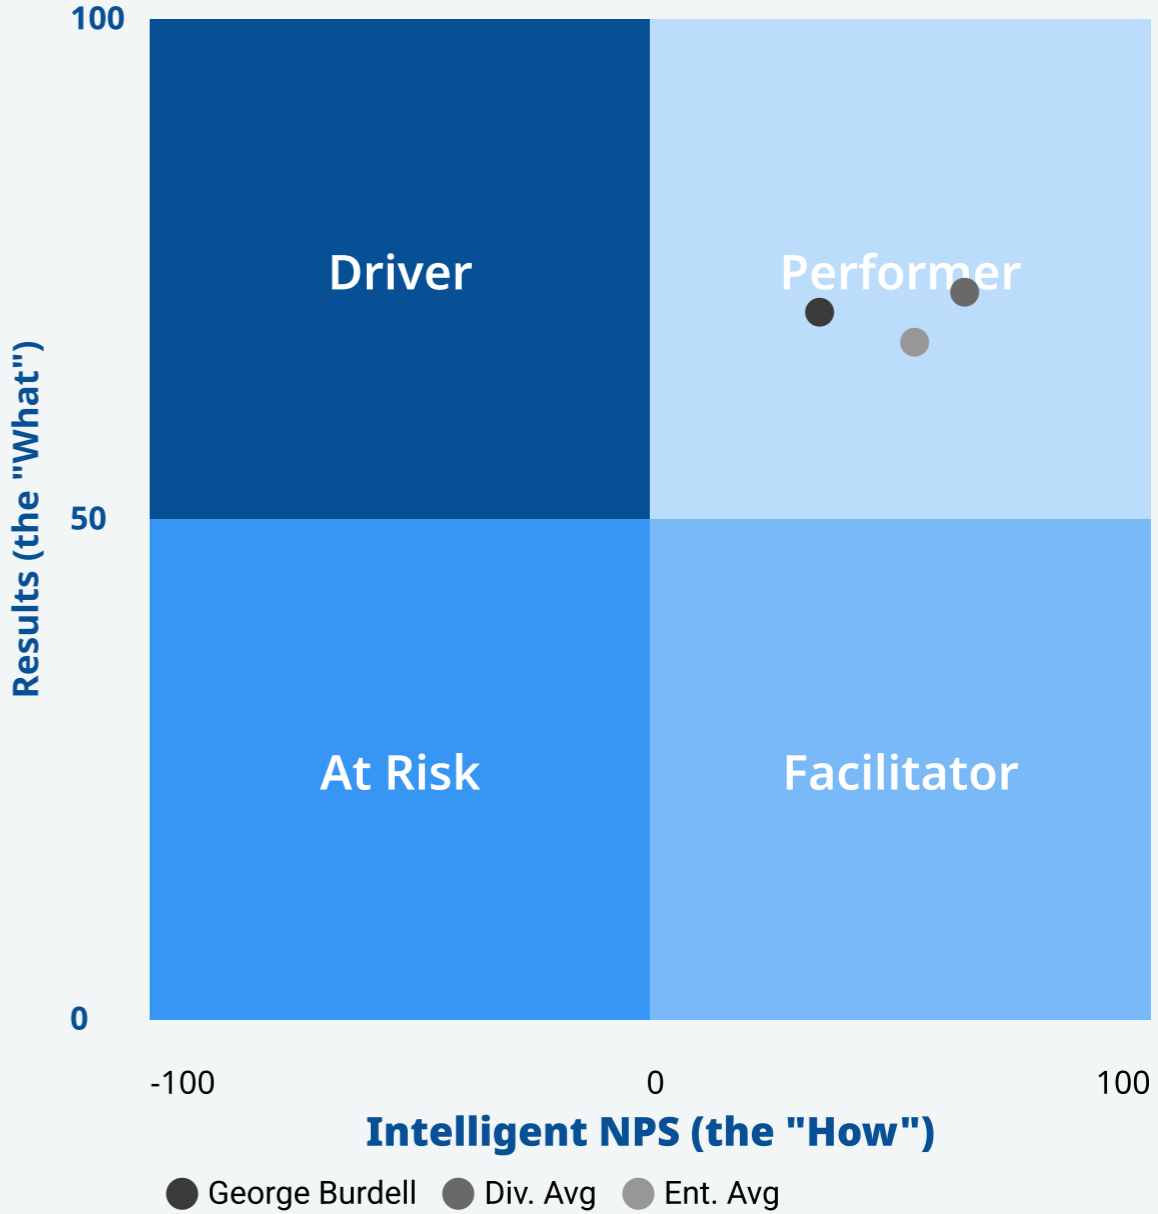 100
Driver
Performer
Results (the "What")
50
At Risk
Facilitator
0
-100 0 100
Intelligent NPS (the "How")
George Burdell Div. Avg Ent. Avg